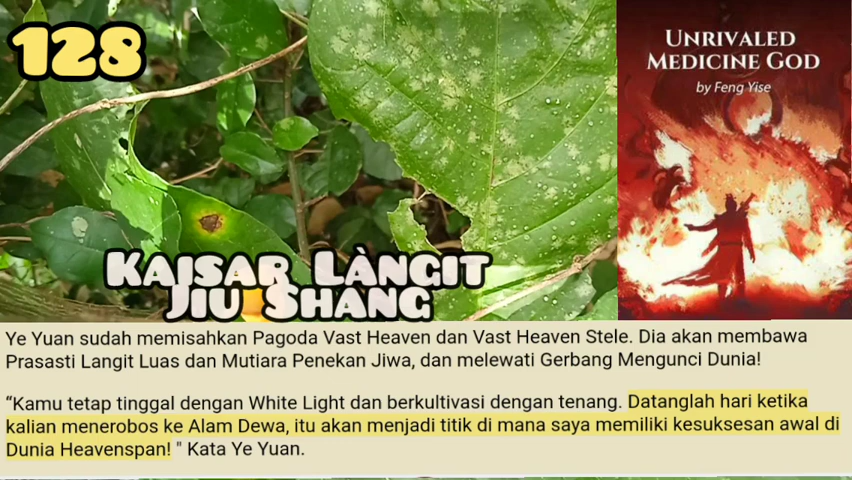 128
UNRIVALED
MEDICINE GOD
by Feng Yise
KAISAR LÀNGIT
JIU SHANG
Ye Yuan sudah memisahkan Pagoda Vast Heaven dan Vast Heaven Stele. Dia akan membawa
Prasasti Langit Luas dan Mutiara Penekan Jiwa, dan melewati Gerbang Mengunci Dunia!
“Kamu tetap tinggal dengan White Light dan berkultivasi dengan tenang. Datanglah hari ketika
kalian menerobos ke Alam Dewa, itu akan menjadi titik di mana saya memiliki kesuksesan awal di
Dunia Heavenspan! " Kata Ye Yuan.